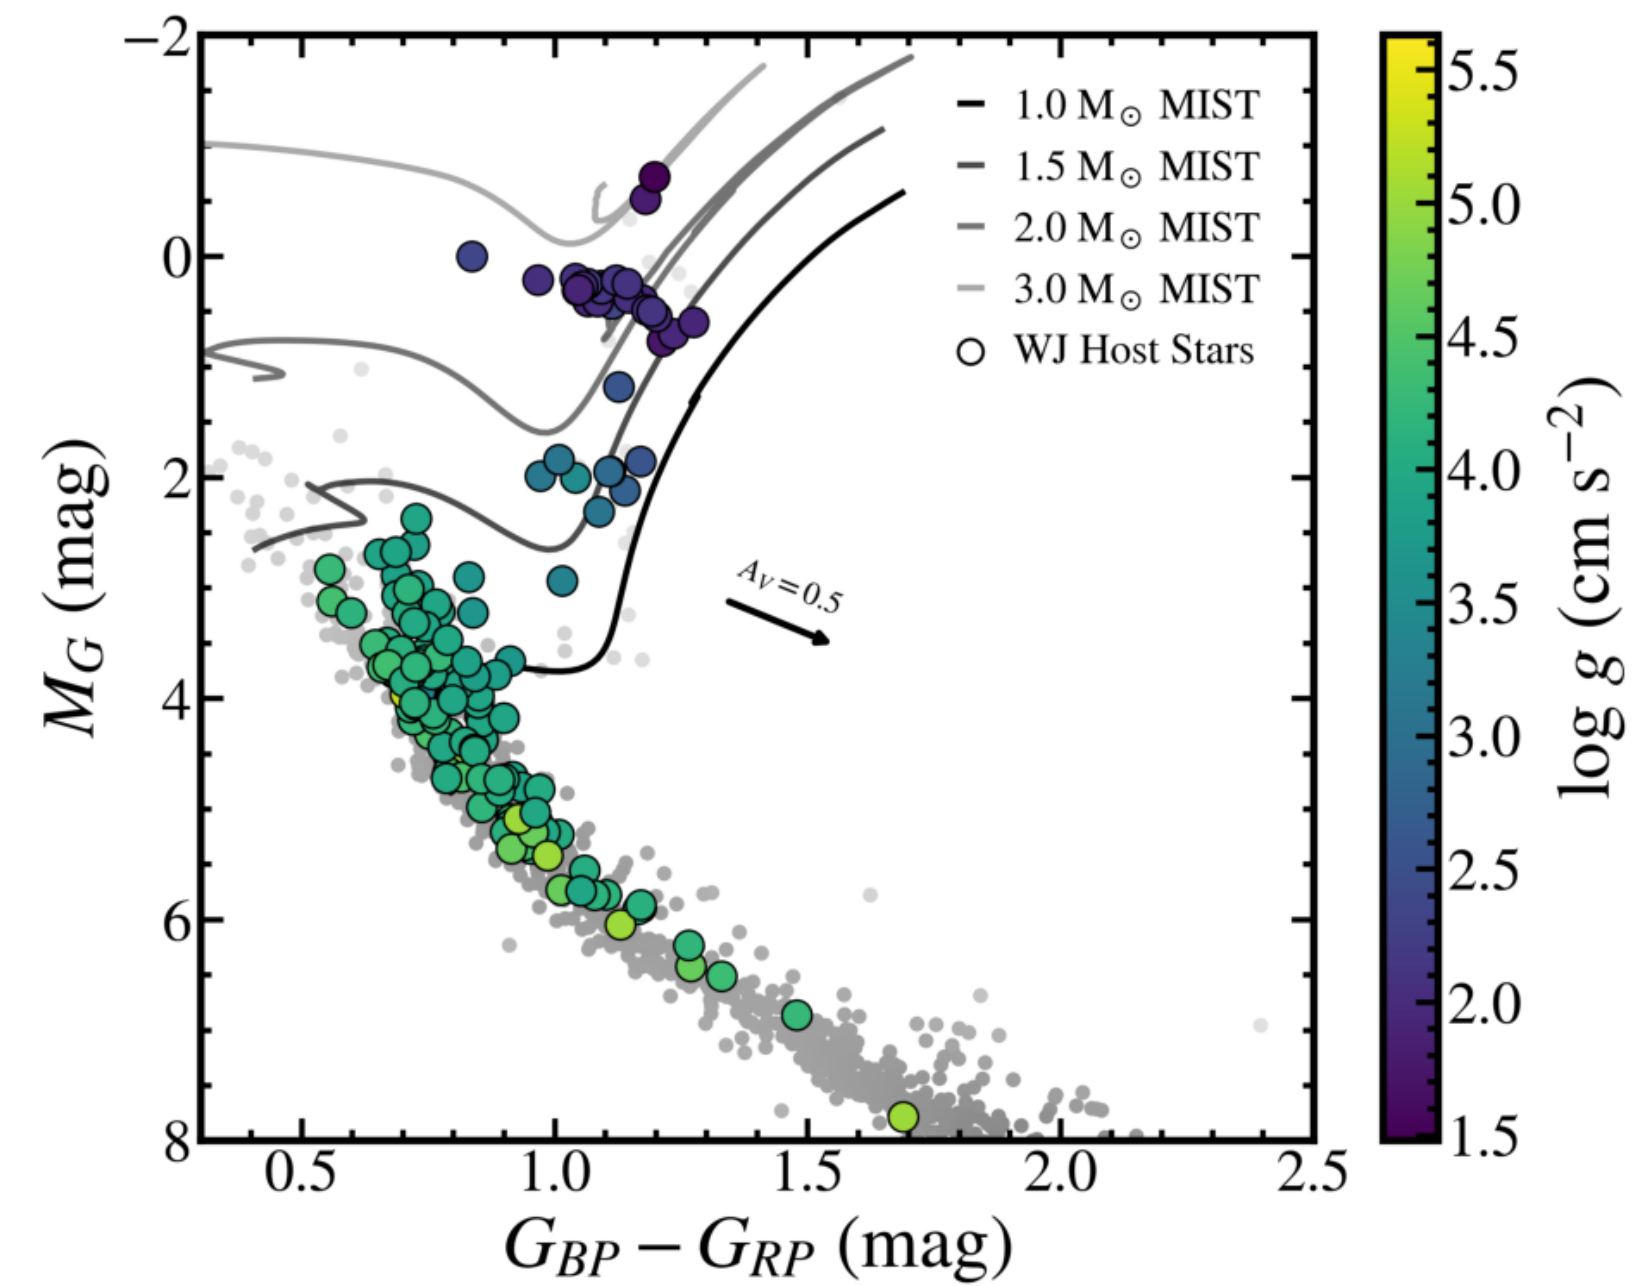 −2
0
2
4
6
8
M_G (mag)
1.0 M⊙ MIST
1.5 M⊙ MIST
2.0 M⊙ MIST
3.0 M⊙ MIST
WJ Host Stars
A_V = 0.5
0.5 1.0 1.5 2.0 2.5
G_BP − G_RP (mag)
5.5
5.0
4.5
4.0
3.5
3.0
2.5
2.0
1.5
log g (cm s⁻²)